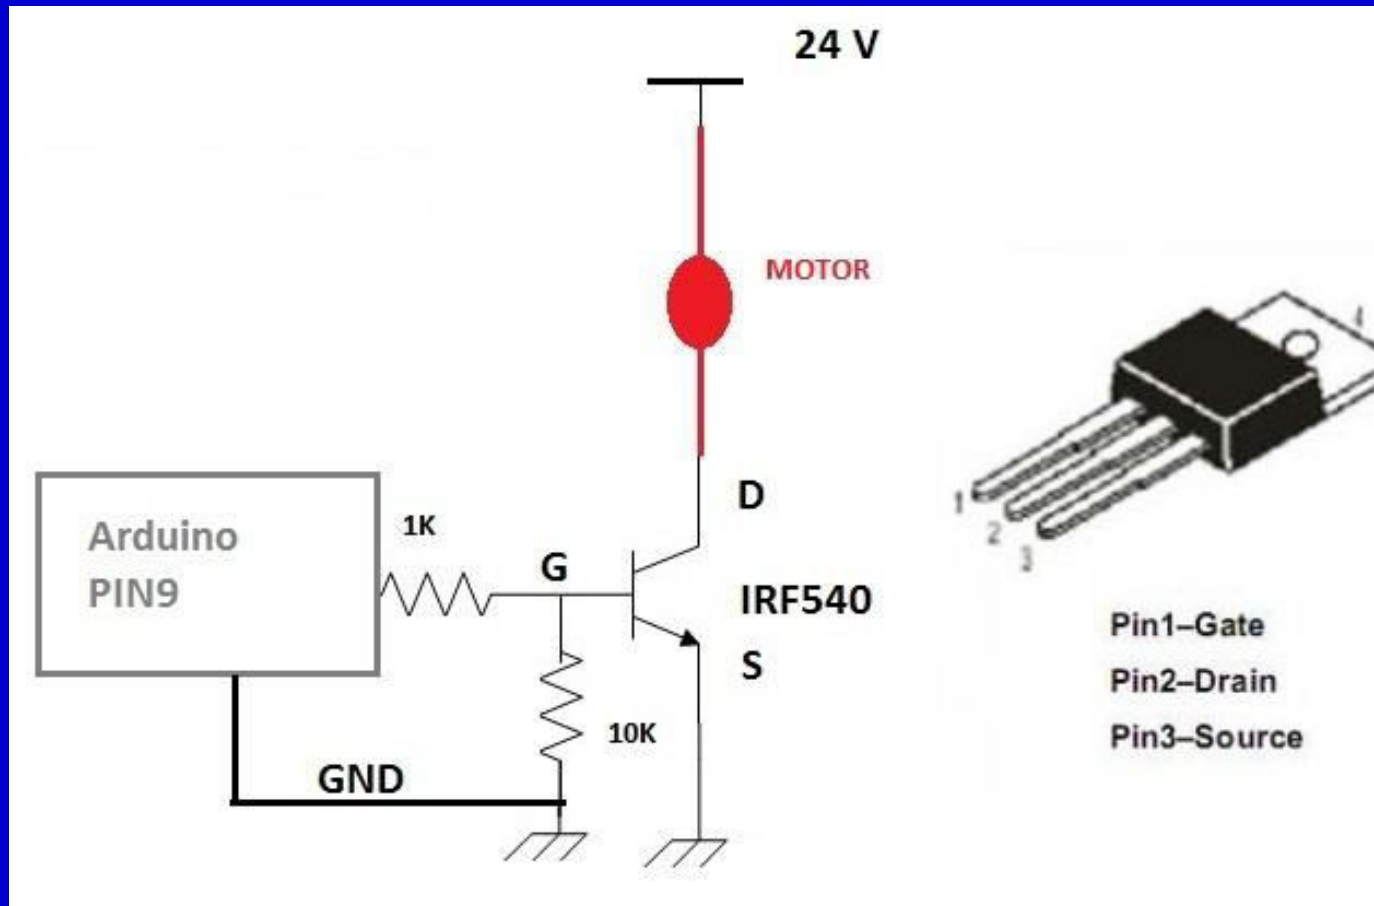 24 V
MOTOR
D
1K
Arduino
PIN9
G
IRF540
S
10K
GND
1
2
3
4
Pin1–Gate
Pin2–Drain
Pin3–Source